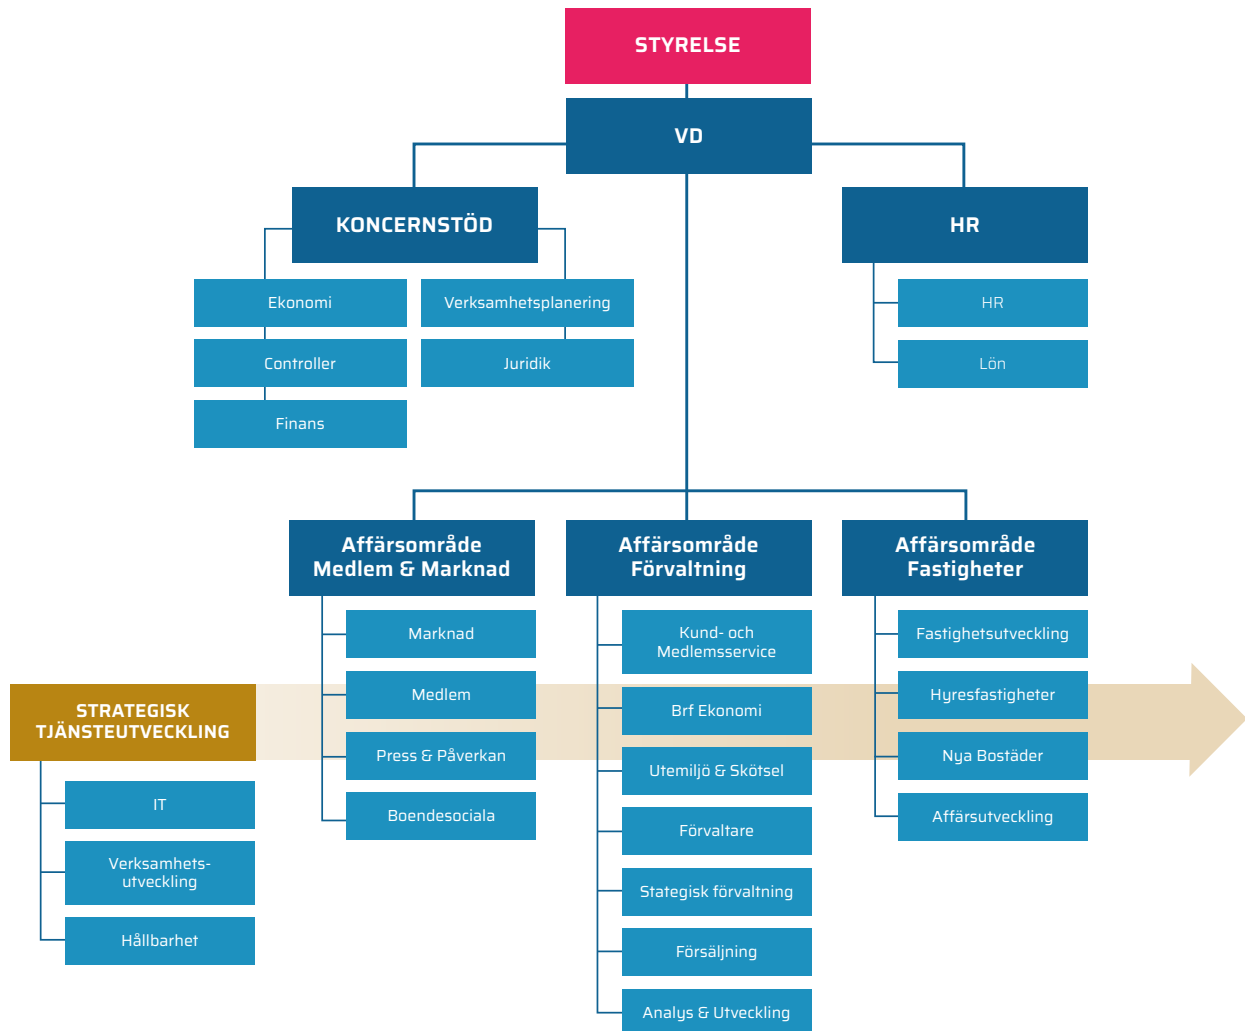 STYRELSE
VD
KONCERNSTÖD
HR
Ekonomi
Verksamhetsplanering
HR
Controller
Juridik
Lön
Finans
Affärsområde
Medlem & Marknad
Affärsområde
Förvaltning
Affärsområde
Fastigheter
Marknad
Medlem
Press & Påverkan
Boendesociala
Kund- och
Medlemsservice
Brf Ekonomi
Utemiljö & Skötsel
Förvaltare
Stategisk förvaltning
Försäljning
Analys & Utveckling
Fastighetsutveckling
Hyresfastigheter
Nya Bostäder
Affärsutveckling
STRATEGISK
TJÄNSTEUTVECKLING
IT
Verksamhets-
utveckling
Hållbarhet